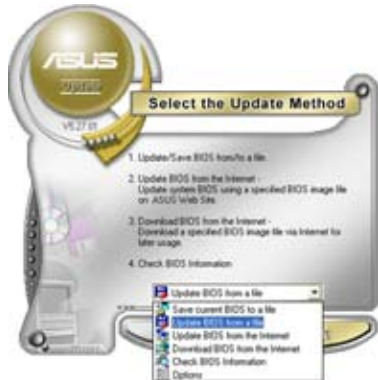 ASUS
Update
Select the Update Method
1. Update/Save BIOS from/to a file.
2. Update BIOS from the Internet -
Update system BIOS using a specified BIOS image file
on ASUS Web Site.
3. Download BIOS from the Internet -
Download a specified BIOS image file via Internet for
later usage.
4. Check BIOS Information
Update BIOS from a file
Save current BIOS to a file
Update BIOS from a file
Update BIOS from the Internet
Download BIOS from the Internet
Check BIOS Information
Options